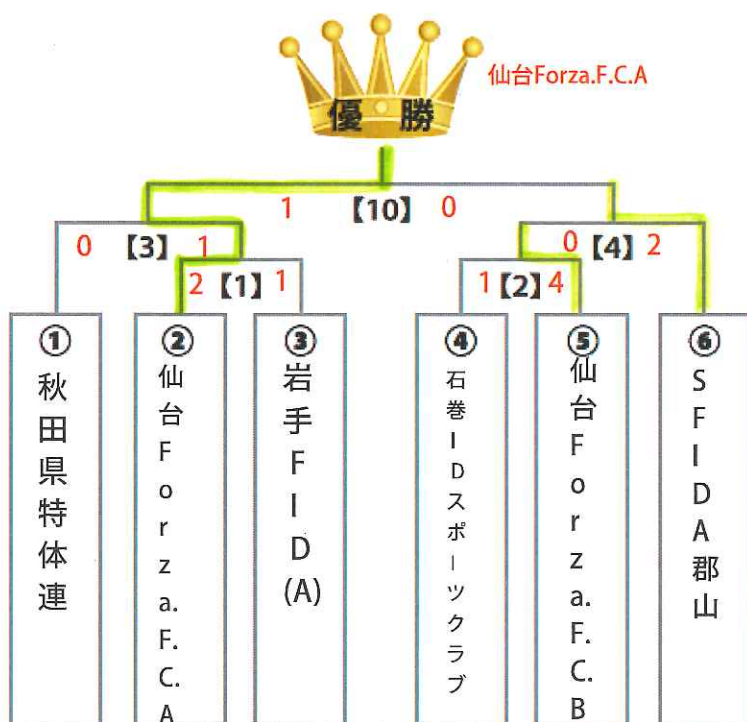 仙台Forza.F.C.A
優 勝
1 【10】 0
0 【3】 1
0 【4】 2
2 【1】 1
1 【2】 4
① 秋田県特体連
② 仙台Forza.F.C.A
③ 岩手FID(A)
④ 石巻IDスポーツクラブ
⑤ 仙台Forza.F.C.B
⑥ SFIDA郡山